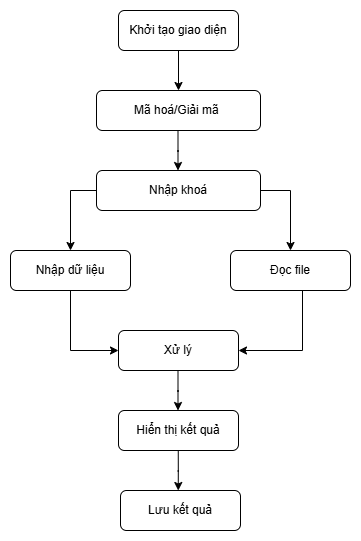 Khởi tạo giao diện
Mã hoá/Giải mã
Nhập khoá
Nhập dữ liệu
Đọc file
Xử lý
Hiển thị kết quả
Lưu kết quả